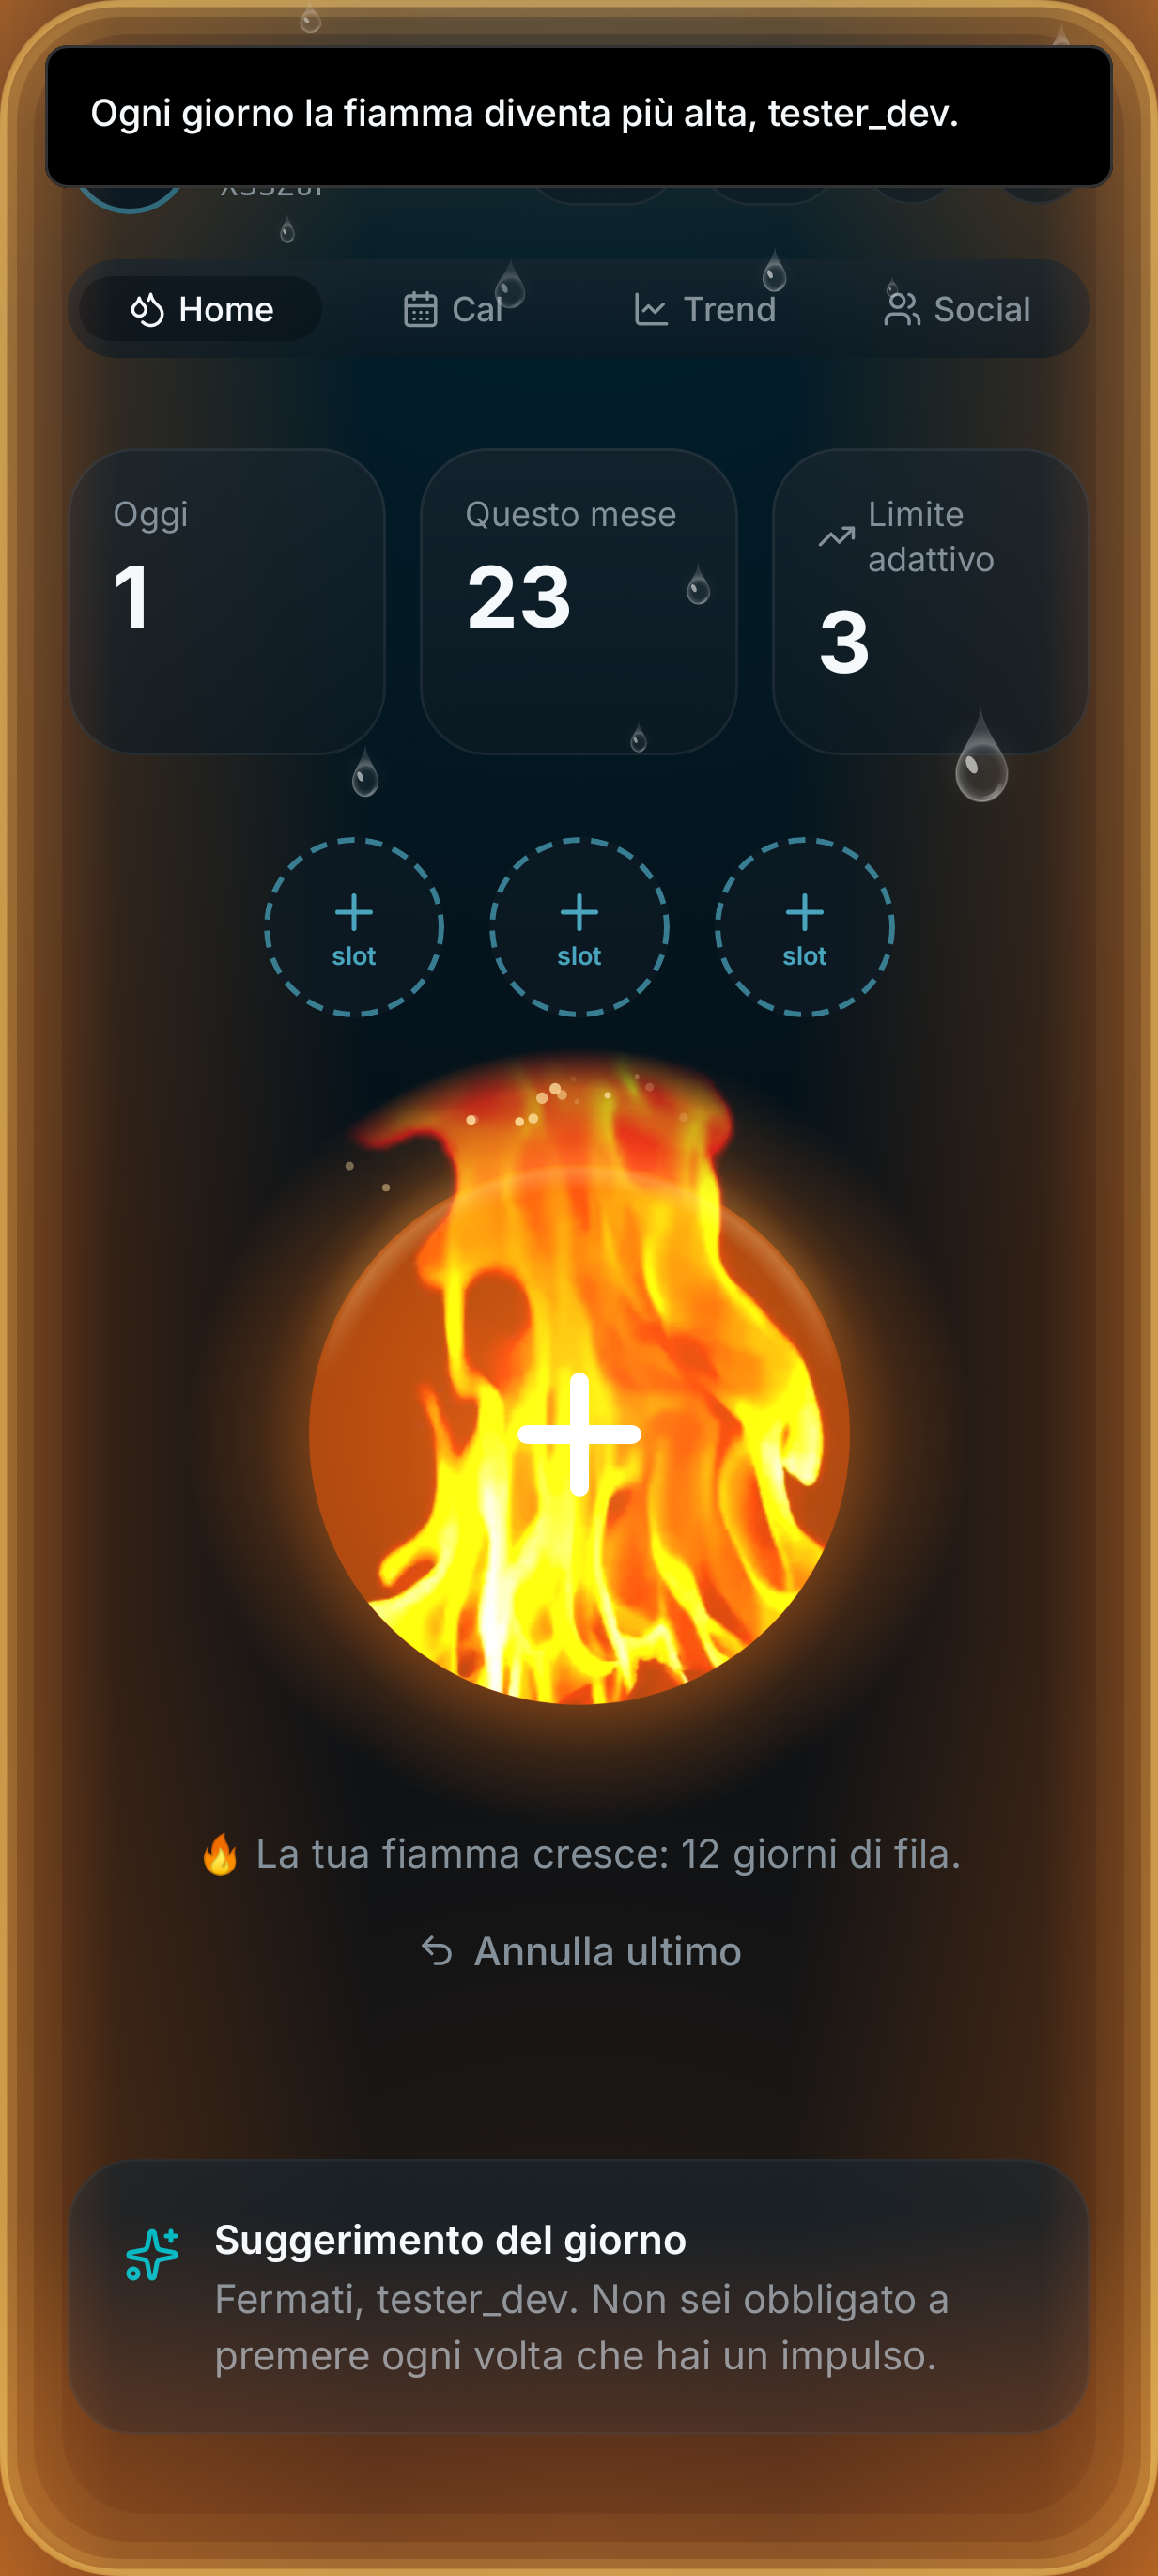 Ogni giorno la fiamma diventa più alta, tester_dev.
Home
Cal
Trend
Social
Oggi
1
Questo mese
23
Limite
adattivo
3
slot
slot
slot
🔥 La tua fiamma cresce: 12 giorni di fila.
Annulla ultimo
Suggerimento del giorno
Fermati, tester_dev. Non sei obbligato a
premere ogni volta che hai un impulso.